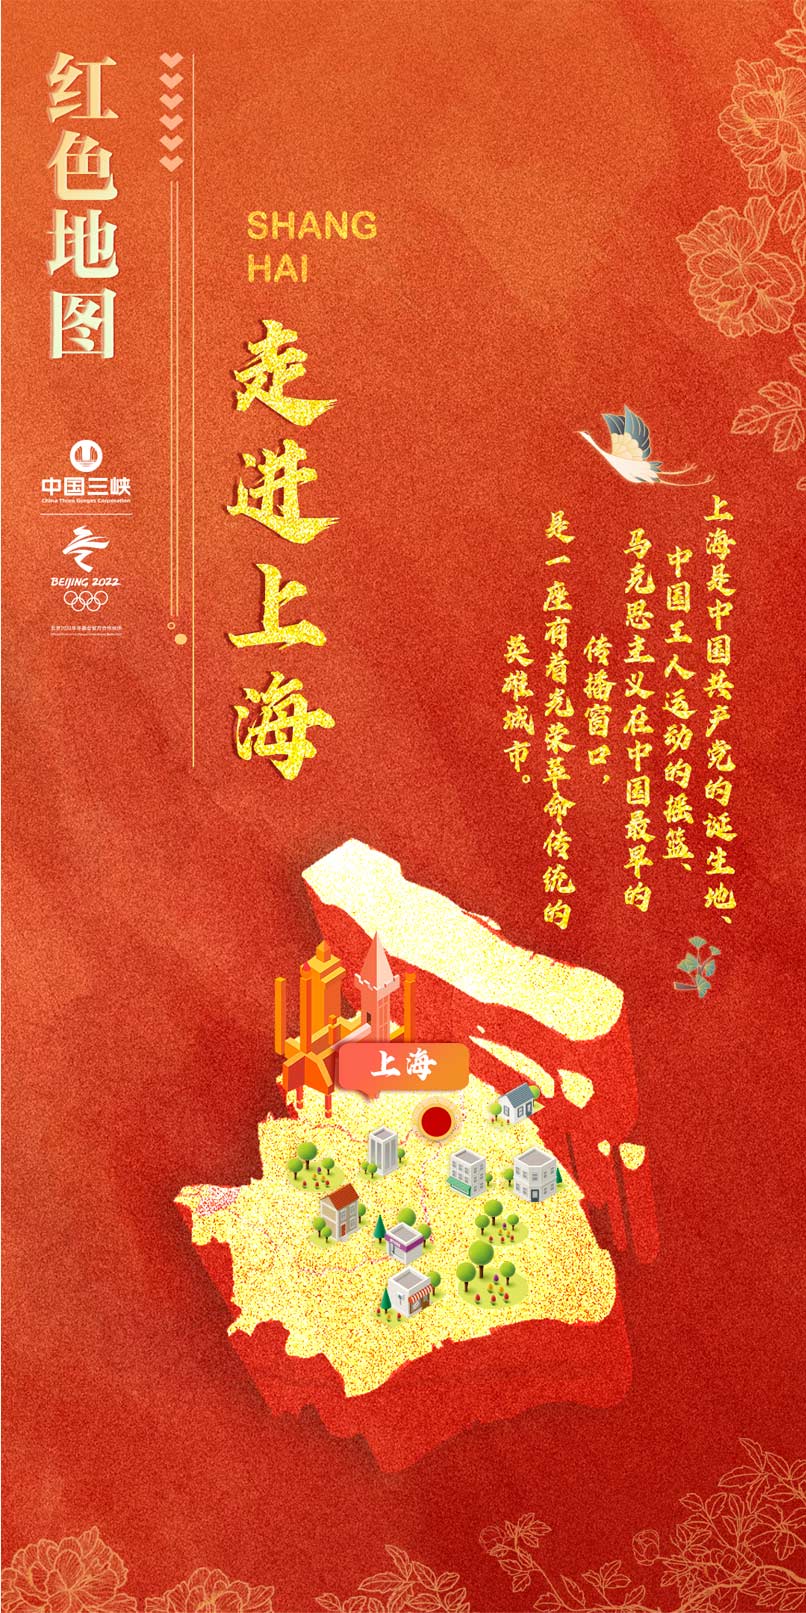 红色地图
SHANG
HAI
走进上海
中国三峡
China Three Gorges Corporation
BEIJING 2022
上海是中国共产党的诞生地、
中国工人运动的摇篮、
马克思主义在中国最早的
传播窗口，
是一座有着光荣革命传统的
英雄城市。
上海